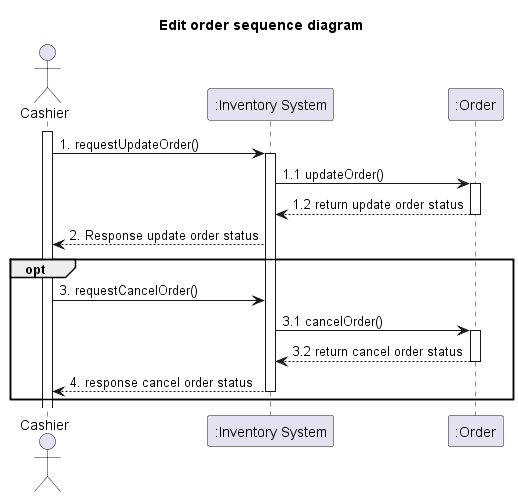 Edit order sequence diagram
Cashier
:Inventory System
:Order
1. requestUpdateOrder()
1.1 updateOrder()
1.2 return update order status
2. Response update order status
opt
3. requestCancelOrder()
3.1 cancelOrder()
3.2 return cancel order status
4. response cancel order status
Cashier
:Inventory System
:Order